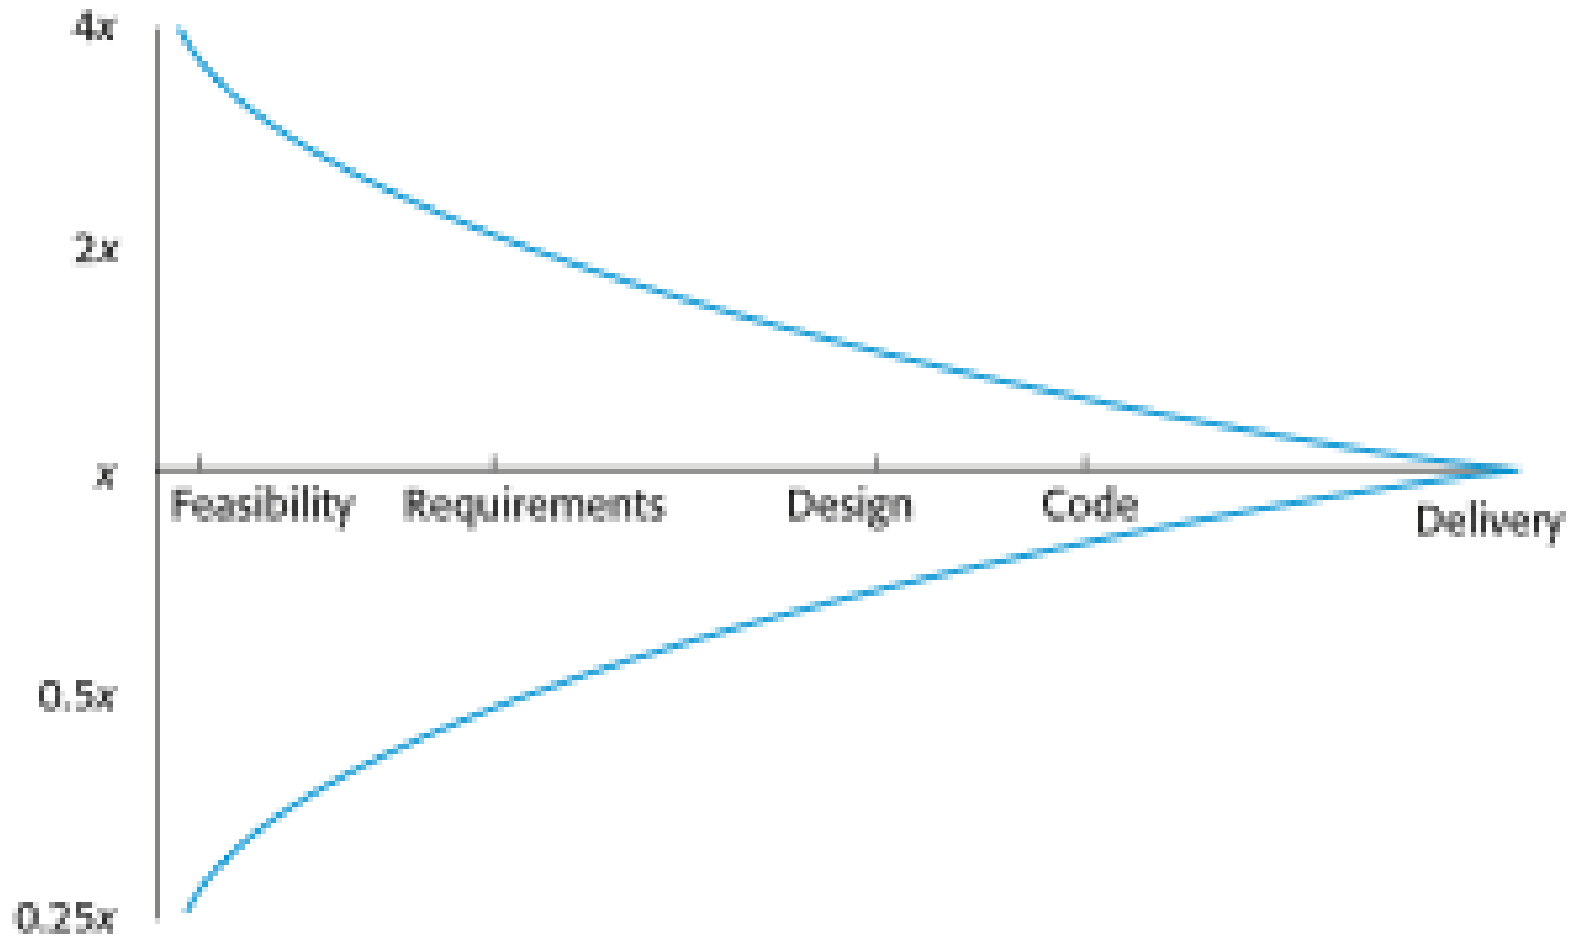 4x
2x
x
Feasibility Requirements Design Code Delivery
0.5x
0.25x